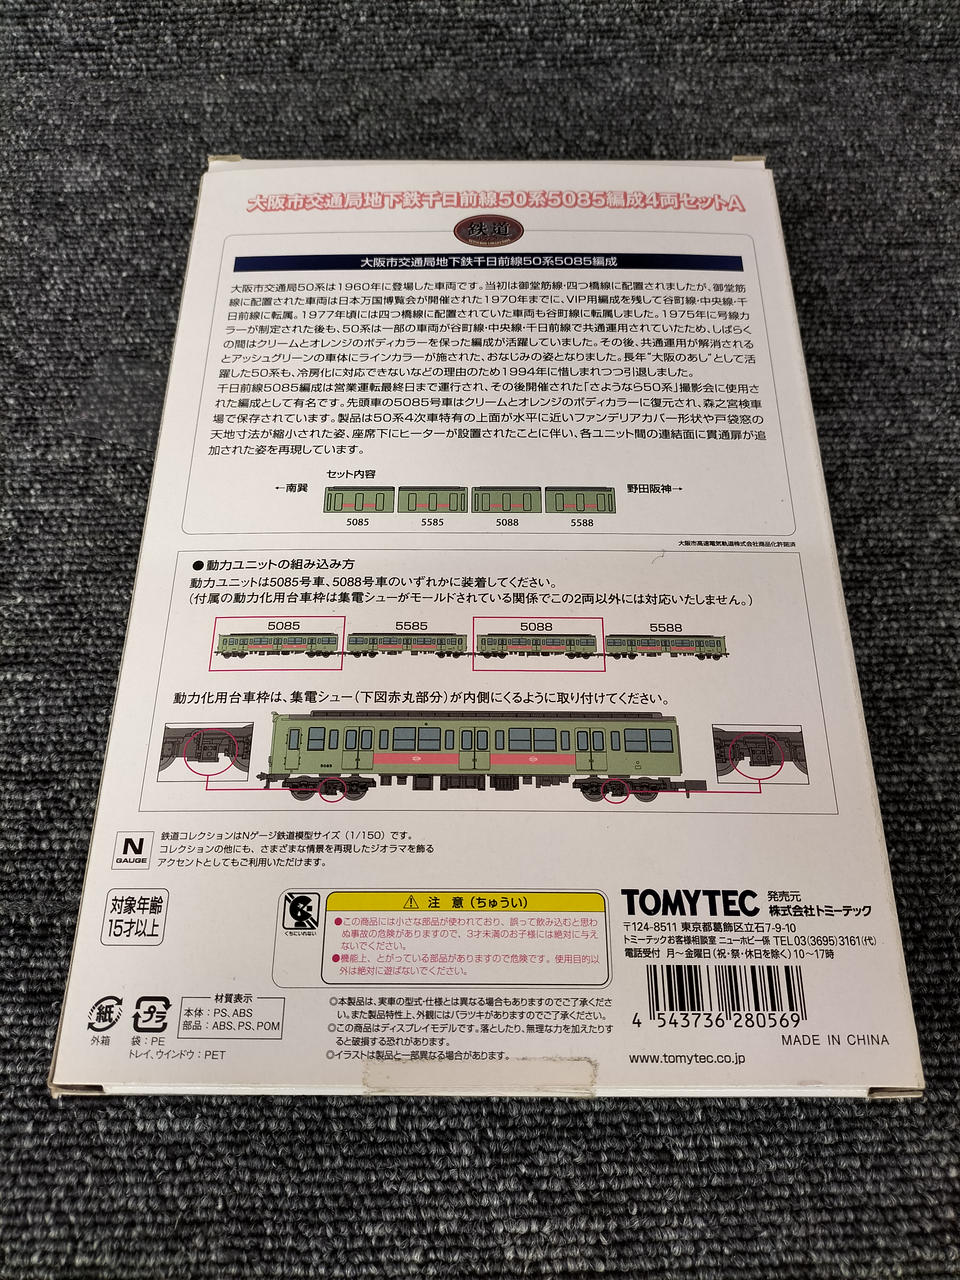 大阪市交通局地下鉄千日前線50系5085編成4両セットA
鉄道
大阪市交通局地下鉄千日前線50系5085編成
大阪市交通局50系は1960年に登場した車両です。当初は御堂筋線・四つ橋線に配置されましたが、御堂筋
線に配置された車両は日本万国博覧会が開催された1970年までに、VIP用編成を残して谷町線・中央線・千
日前線に転属。1977年頃には四つ橋線に配置されていた車両も谷町線に転属しました。1975年に号線カ
ラーが制定された後も、50系は一部の車両が谷町線・中央線・千日前線で共通運用されていたため、しばらく
の間はクリームとオレンジのボディカラーを保った編成が活躍していました。その後、共通運用が解消される
とアッシュグリーンの車体にラインカラーが施された、おなじみの姿となりました。長年"大阪のあし"として活
躍した50系も、冷房化に対応できないなどの理由のため1994年に惜しまれつつ引退しました。
千日前線5085編成は営業運転最終日まで運行され、その後開催された「さようなら50系」撮影会に使用さ
れた編成として有名です。先頭車の5085号車はクリームとオレンジのボディカラーに復元され、森之宮検車
場で保存されています。製品は50系4次車特有の上面が水平に近いファンデリアカバー形状や戸袋窓の
天地寸法が縮小された姿、座席下にヒーターが設置されたことに伴い、各ユニット間の連結面に貫通扉が追
加された姿を再現しています。
セット内容
←南巽 野田阪神→
5085 5585 5088 5588
大阪市高速電気軌道株式会社商品化許諾済
●動力ユニットの組み込み方
動力ユニットは5085号車、5088号車のいずれかに装着してください。
(付属の動力化用台車枠は集電シューがモールドされている関係でこの2両以外には対応いたしません。)
5085 5585 5088 5588
動力化用台車枠は、集電シュー(下図赤丸部分)が内側にくるように取り付けてください。
5085
N
GAUGE
鉄道コレクションはNゲージ鉄道模型サイズ(1/150)です。
コレクションの他にも、さまざまな情景を再現したジオラマを飾る
アクセントとしてもご利用いただけます。
対象年齢
15才以上
くちにいれない
⚠注 意(ちゅうい)
●この商品には小さな部品が使われており、誤って飲み込むと思わ
ぬ事故の危険がありますので、3才未満のお子様には絶対に与え
ないでください。
●機能上、とがっている部品がありますので危険です。使用目的以
外は絶対に遊ばないでください。
TOMYTEC
発売元
株式会社トミーテック
〒124-8511 東京都葛飾区立石7-9-10
トミーテックお客様相談室 ニューホビー係 TEL 03(3695)3161(代)
電話受付 月〜金曜日(祝・祭・休日を除く)10〜17時
4 543736 280569
MADE IN CHINA
www.tomytec.co.jp
紙
外箱
プラ
袋:PE
トレイ、ウインドウ:PET
材質表示
本体:PS、ABS
部品:ABS、PS、POM
◎本製品は、実車の型式・仕様とは異なる場合もありますのでご了承くださ
い。また製品特性上、外観にはバラツキがありますのでご了承ください。
◎この商品はディスプレイモデルです。落としたり、無理な力を加えたりす
ると破損する恐れがあります。
◎イラストは製品と一部異なる場合があります。